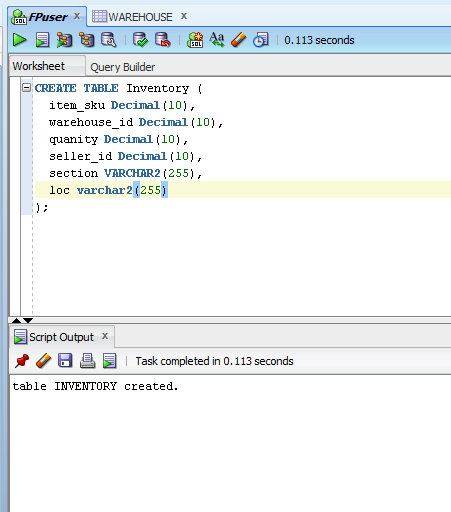 FPuser x WAREHOUSE x
SQL Aa 0.113 seconds
Worksheet Query Builder
CREATE TABLE Inventory (
item_sku Decimal(10),
warehouse_id Decimal(10),
quanity Decimal(10),
seller_id Decimal(10),
section VARCHAR2(255),
loc varchar2(255)
);
Script Output x
Task completed in 0.113 seconds
table INVENTORY created.